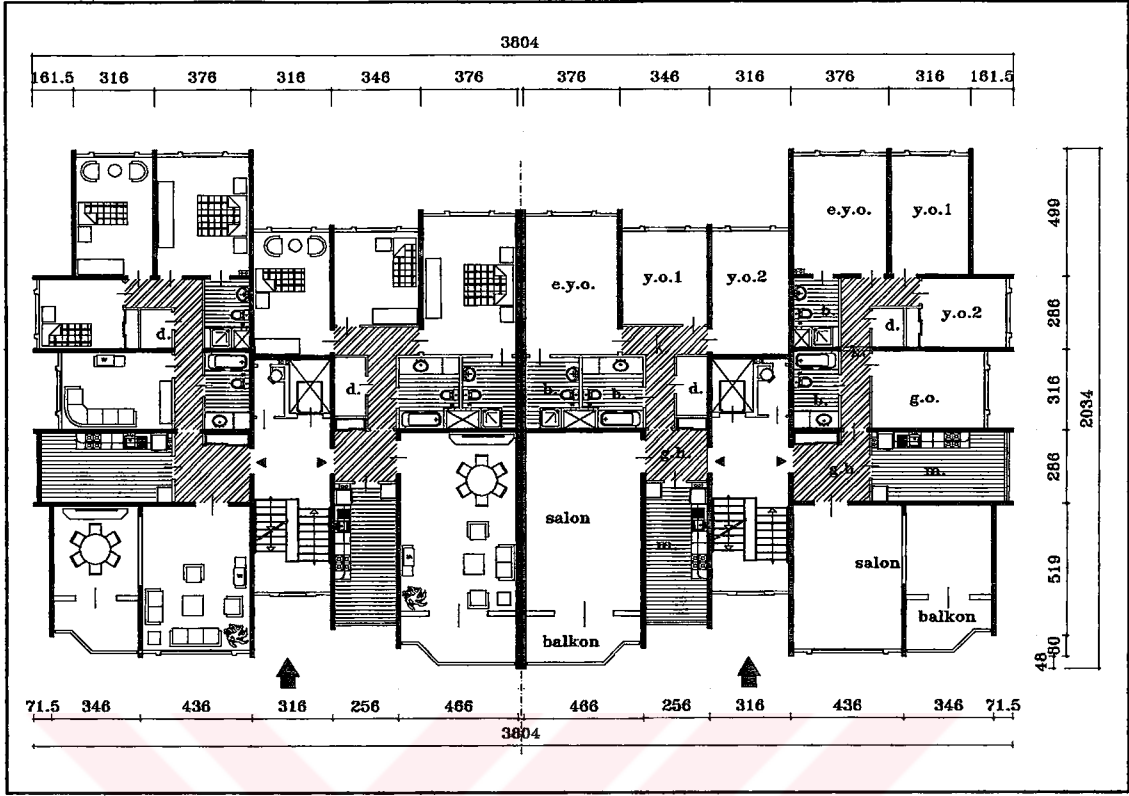 3804
161.5 316 376 316 346 376 376 346 316 376 316 161.5
e.y.o. y.o.1
499
e.y.o. y.o.1 y.o.2
b. d. y.o.2
286
d.
h. h.
d. b. b. d. b. g.o.
316
2034
g.h. g.h. m.
286
salon
m. salon
519
balkon balkon
80
48
71.5 346 436 316 256 466 466 256 316 436 346 71.5
3804